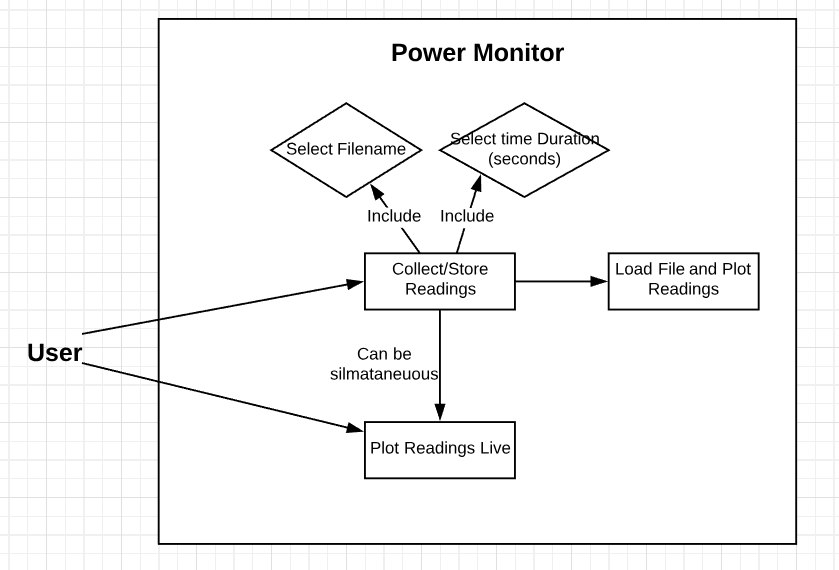 Power Monitor
Select Filename
Select time Duration
(seconds)
Include
Include
Collect/Store
Readings
Load File and Plot
Readings
User
Can be
silmataneuous
Plot Readings Live